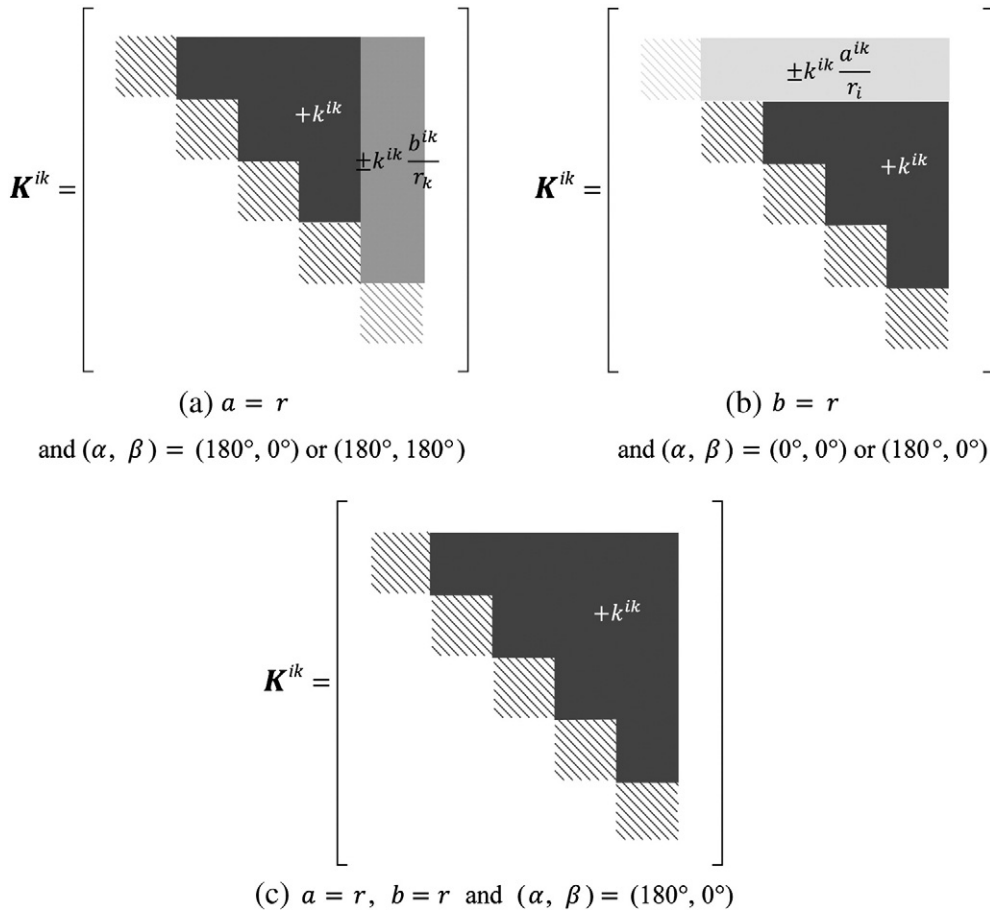 +k^{ik}
±k^{ik} b^{ik}/r_k
K^{ik} =
±k^{ik} a^{ik}/r_i
+k^{ik}
K^{ik} =
(a) a = r
and (α, β) = (180°, 0°) or (180°, 180°)
(b) b = r
and (α, β) = (0°, 0°) or (180°, 0°)
+k^{ik}
K^{ik} =
(c) a = r, b = r and (α, β) = (180°, 0°)